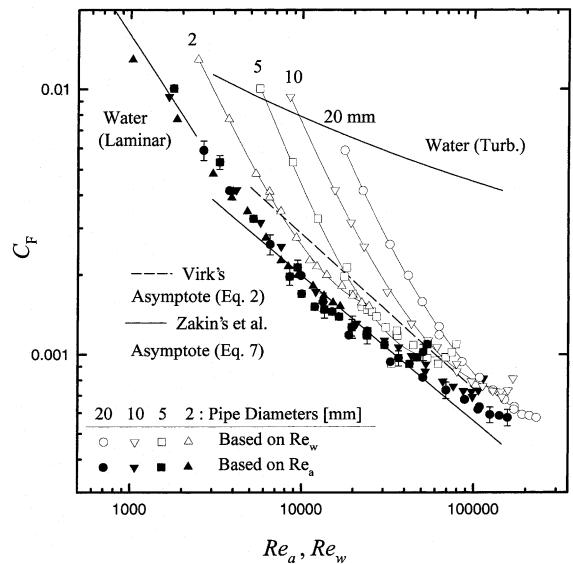 2
5
10
20 mm
0.01
Water
(Laminar)
Water (Turb.)
C_F
Virk's
Asymptote (Eq. 2)
Zakin's et al.
Asymptote (Eq. 7)
0.001
20 10 5 2 : Pipe Diameters [mm]
Based on Re_w
Based on Re_a
1000 10000 100000
Re_a , Re_w